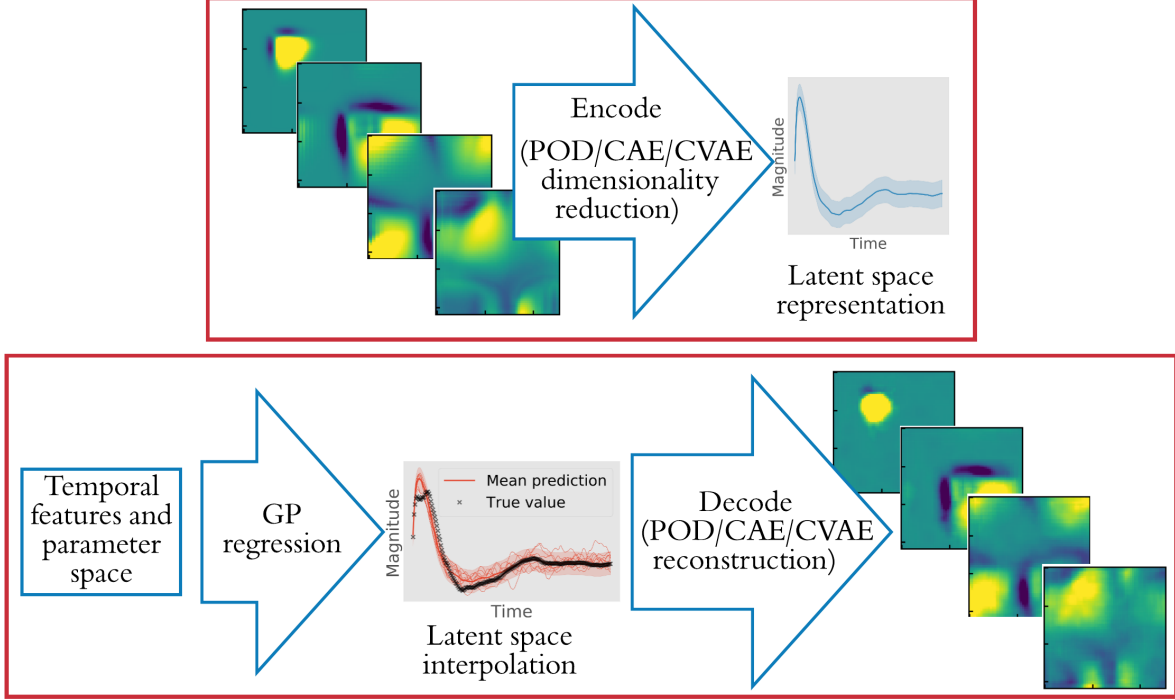 Encode
(POD/CAE/CVAE
dimensionality
reduction)
Magnitude
Time
Latent space
representation
Temporal
features and
parameter
space
GP
regression
Magnitude
Mean prediction
True value
Time
Latent space
interpolation
Decode
(POD/CAE/CVAE
reconstruction)